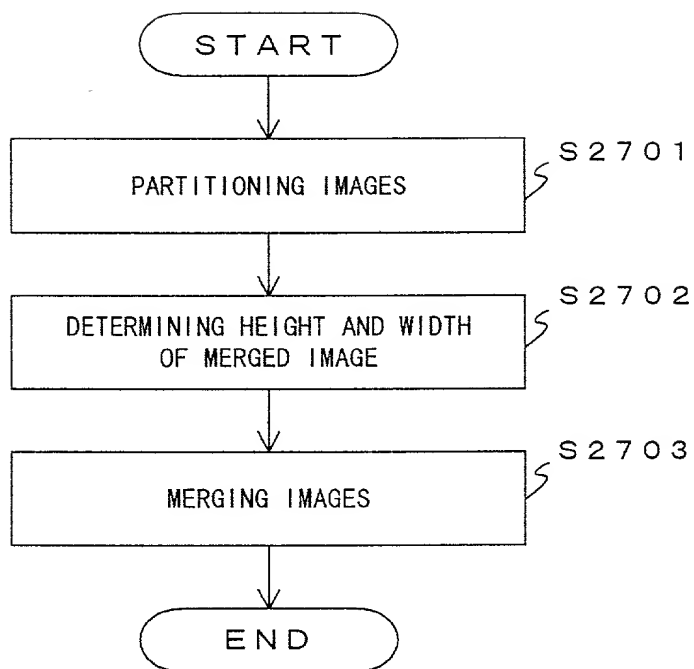 START
S2701
PARTITIONING IMAGES
S2702
DETERMINING HEIGHT AND WIDTH
OF MERGED IMAGE
S2703
MERGING IMAGES
END